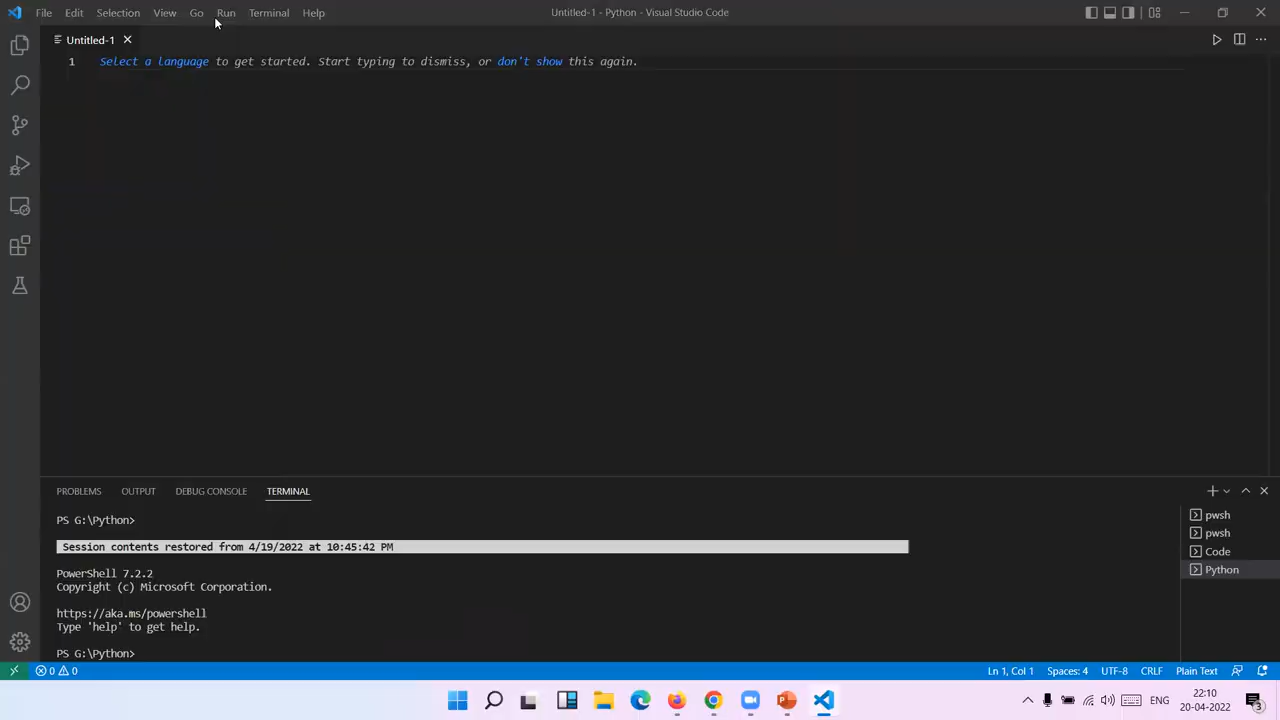 File Edit Selection View Go Run Terminal Help Untitled-1 - Python - Visual Studio Code
Untitled-1
1 Select a language to get started. Start typing to dismiss, or don't show this again.
PROBLEMS OUTPUT DEBUG CONSOLE TERMINAL
PS G:\Python>
Session contents restored from 4/19/2022 at 10:45:42 PM
PowerShell 7.2.2
Copyright (c) Microsoft Corporation.
https://aka.ms/powershell
Type 'help' to get help.
PS G:\Python>
pwsh
pwsh
Code
Python
0 0 Ln 1, Col 1 Spaces: 4 UTF-8 CRLF Plain Text
ENG
22:10
20-04-2022
3